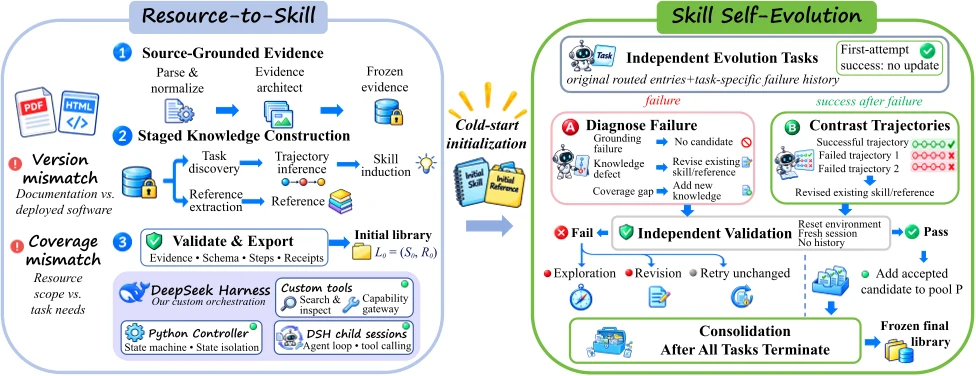 Resource-to-Skill
1 Source-Grounded Evidence
Parse &
normalize
Evidence
architect
Frozen
evidence
PDF
HTML
</>
2 Staged Knowledge Construction
Task
discovery
Trajectory
inference
Skill
induction
Reference
extraction
Reference
! Version
mismatch
Documentation vs.
deployed software
! Coverage
mismatch
Resource
scope vs.
task needs
3 Validate & Export
Evidence • Schema • Steps • Receipts
Initial library
L₀ = (S₀, R₀)
DeepSeek Harness
Our custom orchestration
Custom tools
Search &
inspect
Capability
gateway
Python Controller
State machine • State isolation
DSH child sessions
Agent loop • tool calling
Cold-start
initialization
Initial
Skill
Initial
Reference
Skill Self-Evolution
Task
Independent Evolution Tasks
original routed entries+task-specific failure history
First-attempt
success: no update
failure
success after failure
A Diagnose Failure
Grounding
failure
No candidate
Knowledge
defect
Revise existing
skill/reference
Coverage gap
Add new
knowledge
B Contrast Trajectories
Successful trajectory
Failed trajectory 1
Failed trajectory 2
Revised existing skill/reference
Fail
Independent Validation
Reset environment
Fresh session
No history
Pass
Exploration
Revision
Retry unchanged
Add accepted
candidate to pool P
Consolidation
After All Tasks Terminate
Frozen final
library